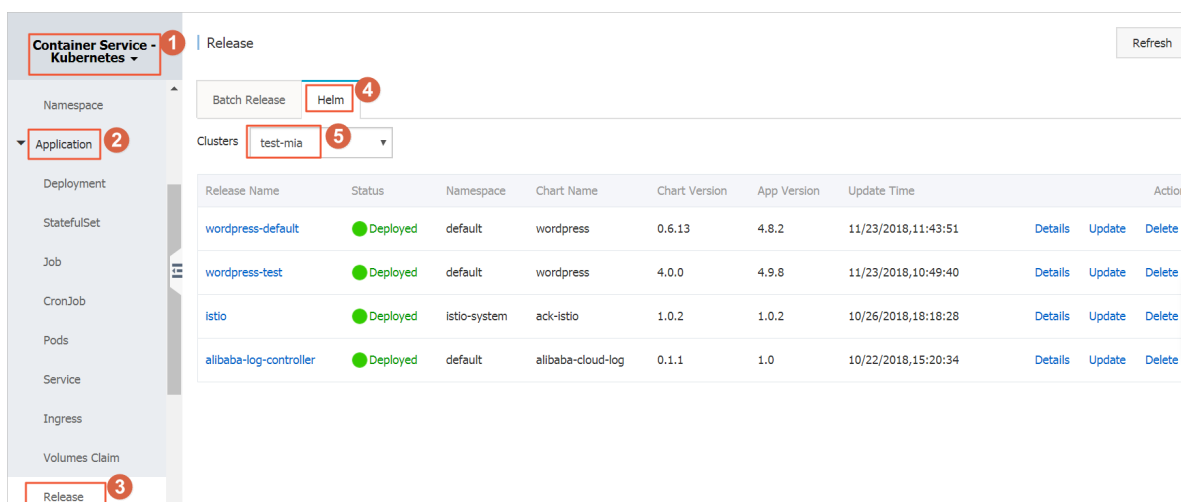 Container Service - 1
Kubernetes
Namespace
Application 2
Deployment
StatefulSet
Job
CronJob
Pods
Service
Ingress
Volumes Claim
Release 3
Release Refresh
Batch Release Helm 4
Clusters test-mia 5
Release Name Status Namespace Chart Name Chart Version App Version Update Time
wordpress-default Deployed default wordpress 0.6.13 4.8.2 11/23/2018,11:43:51 Details Update Delete
wordpress-test Deployed default wordpress 4.0.0 4.9.8 11/23/2018,10:49:40 Details Update Delete
istio Deployed istio-system ack-istio 1.0.2 1.0.2 10/26/2018,18:18:28 Details Update Delete
alibaba-log-controller Deployed default alibaba-cloud-log 0.1.1 1.0 10/22/2018,15:20:34 Details Update Delete